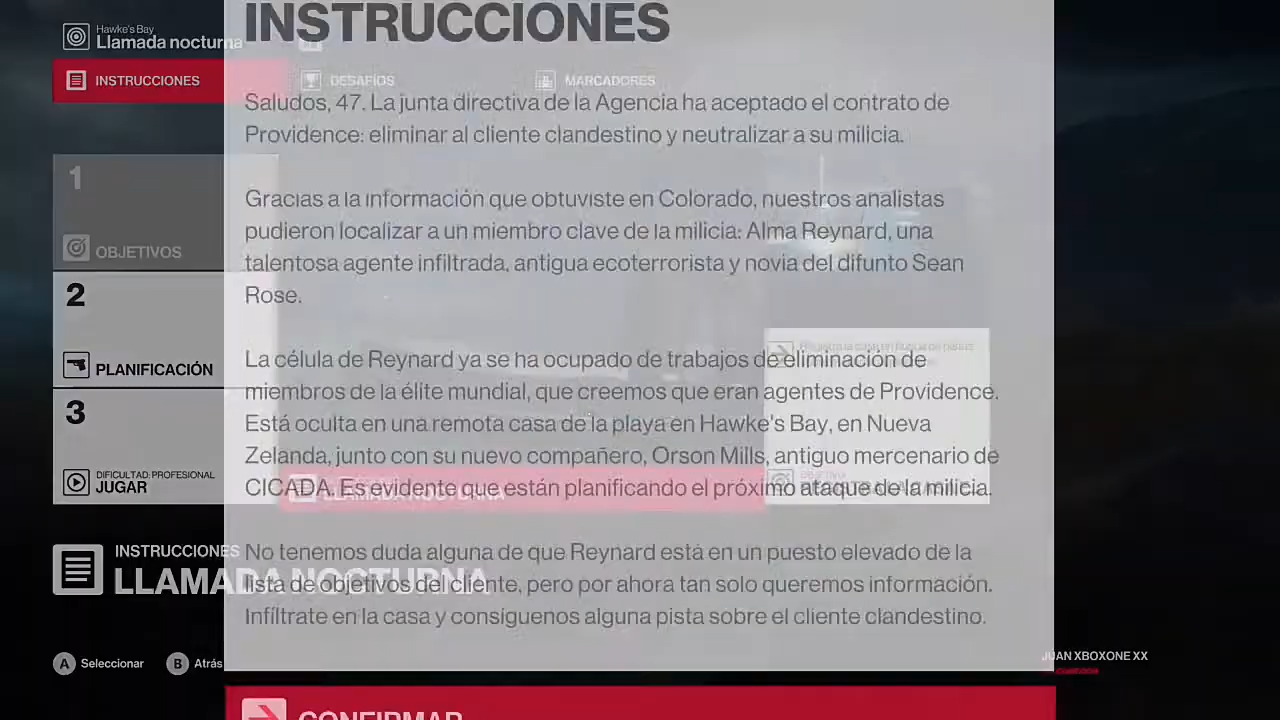 Hawke's Bay
Llamada nocturna
INSTRUCCIONES
INSTRUCCIONES
DESAFÍOS
MARCADORES
Saludos, 47. La junta directiva de la Agencia ha aceptado el contrato de
Providence: eliminar al cliente clandestino y neutralizar a su milicia.
Gracias a la información que obtuviste en Colorado, nuestros analistas
pudieron localizar a un miembro clave de la milicia: Alma Reynard, una
talentosa agente infiltrada, antigua ecoterrorista y novia del difunto Sean
Rose.
La célula de Reynard ya se ha ocupado de trabajos de eliminación de
miembros de la élite mundial, que creemos que eran agentes de Providence.
Está oculta en una remota casa de la playa en Hawke's Bay, en Nueva
Zelanda, junto con su nuevo compañero, Orson Mills, antiguo mercenario de
CICADA. Es evidente que están planificando el próximo ataque de la milicia.
No tenemos duda alguna de que Reynard está en un puesto elevado de la
lista de objetivos del cliente, pero por ahora tan solo queremos información.
Infíltrate en la casa y consíguenos alguna pista sobre el cliente clandestino.
1
OBJETIVOS
2
PLANIFICACIÓN
3
DIFICULTAD: PROFESIONAL
JUGAR
LLAMADA NOCTURNA
INSTRUCCIONES
LLAMADA NOCTURNA
A Seleccionar
B Atrás
JUAN XBOXONE XX
CONFIRMAR